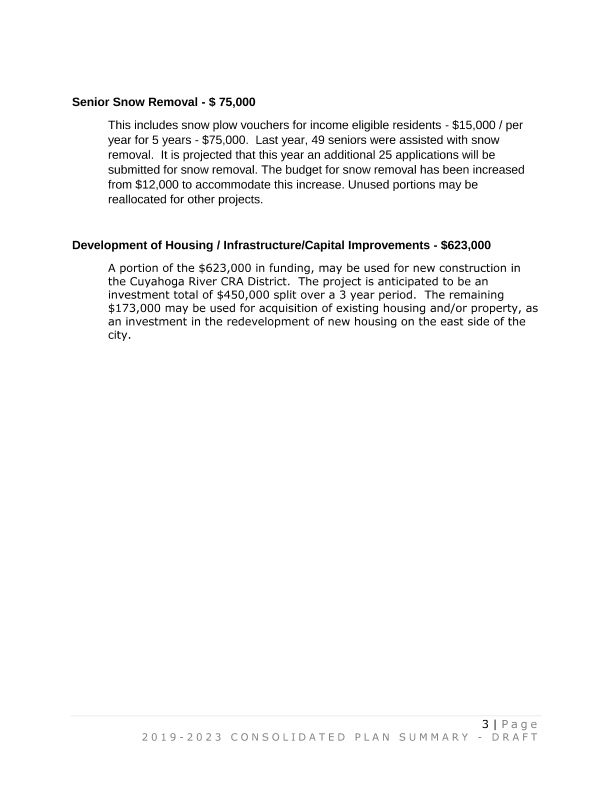 Senior Snow Removal - $ 75,000
This includes snow plow vouchers for income eligible residents - $15,000 / per
year for 5 years - $75,000.  Last year, 49 seniors were assisted with snow
removal.  It is projected that this year an additional 25 applications will be
submitted for snow removal. The budget for snow removal has been increased
from $12,000 to accommodate this increase. Unused portions may be
reallocated for other projects.
Development of Housing / Infrastructure/Capital Improvements - $623,000
A portion of the $623,000 in funding, may be used for new construction in
the Cuyahoga River CRA District.  The project is anticipated to be an
investment total of $450,000 split over a 3 year period.  The remaining
$173,000 may be used for acquisition of existing housing and/or property, as
an investment in the redevelopment of new housing on the east side of the
city.
3 | Page
2019-2023 CONSOLIDATED PLAN SUMMARY - DRAFT